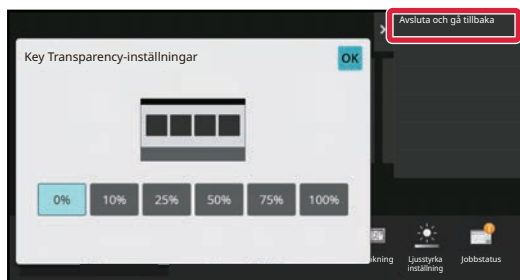 Avsluta och gå tillbaka
Key Transparency-inställningar
OK
0% 10% 25% 50% 75% 100%
Ljusstyrka
inställning
Jobbstatus